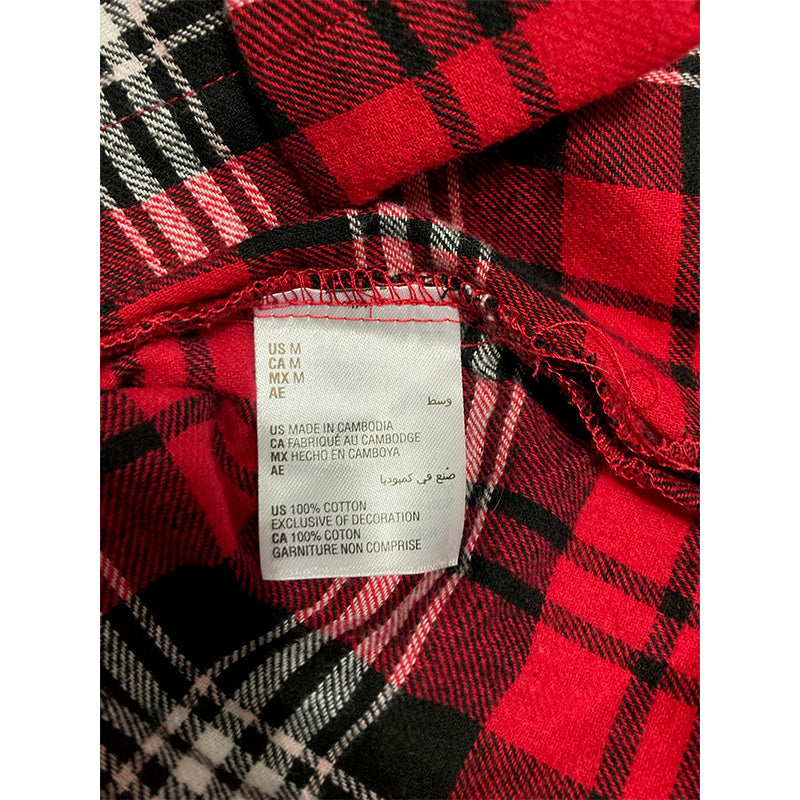 US M
CA M
MX M
AE
وسط
US MADE IN CAMBODIA
CA FABRIQUÉ AU CAMBODGE
MX HECHO EN CAMBOYA
AE
صُنع في كمبوديا
US 100% COTTON
EXCLUSIVE OF DECORATION
CA 100% COTON
GARNITURE NON COMPRISE